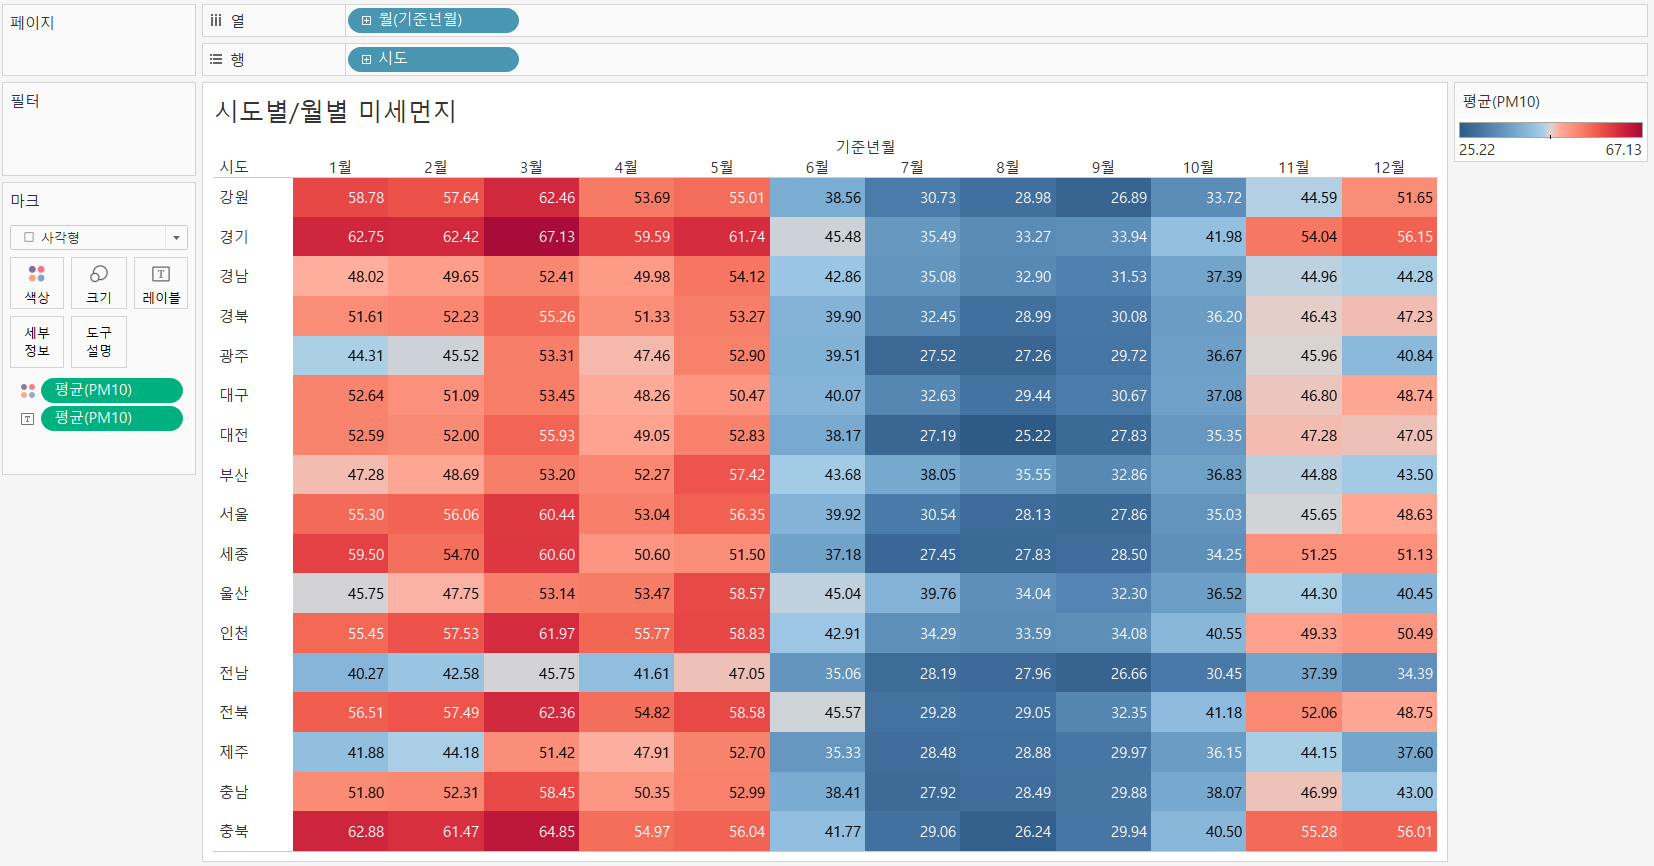 페이지
iii 열
월(기준년월)
행
시도
필터
시도별/월별 미세먼지
평균(PM10)
25.22 67.13
마크
사각형
색상 크기 레이블
세부 정보 도구 설명
평균(PM10)
평균(PM10)
기준년월
시도 1월 2월 3월 4월 5월 6월 7월 8월 9월 10월 11월 12월
강원 58.78 57.64 62.46 53.69 55.01 38.56 30.73 28.98 26.89 33.72 44.59 51.65
경기 62.75 62.42 67.13 59.59 61.74 45.48 35.49 33.27 33.94 41.98 54.04 56.15
경남 48.02 49.65 52.41 49.98 54.12 42.86 35.08 32.90 31.53 37.39 44.96 44.28
경북 51.61 52.23 55.26 51.33 53.27 39.90 32.45 28.99 30.08 36.20 46.43 47.23
광주 44.31 45.52 53.31 47.46 52.90 39.51 27.52 27.26 29.72 36.67 45.96 40.84
대구 52.64 51.09 53.45 48.26 50.47 40.07 32.63 29.44 30.67 37.08 46.80 48.74
대전 52.59 52.00 55.93 49.05 52.83 38.17 27.19 25.22 27.83 35.35 47.28 47.05
부산 47.28 48.69 53.20 52.27 57.42 43.68 38.05 35.55 32.86 36.83 44.88 43.50
서울 55.30 56.06 60.44 53.04 56.35 39.92 30.54 28.13 27.86 35.03 45.65 48.63
세종 59.50 54.70 60.60 50.60 51.50 37.18 27.45 27.83 28.50 34.25 51.25 51.13
울산 45.75 47.75 53.14 53.47 58.57 45.04 39.76 34.04 32.30 36.52 44.30 40.45
인천 55.45 57.53 61.97 55.77 58.83 42.91 34.29 33.59 34.08 40.55 49.33 50.49
전남 40.27 42.58 45.75 41.61 47.05 35.06 28.19 27.96 26.66 30.45 37.39 34.39
전북 56.51 57.49 62.36 54.82 58.58 45.57 29.28 29.05 32.35 41.18 52.06 48.75
제주 41.88 44.18 51.42 47.91 52.70 35.33 28.48 28.88 29.97 36.15 44.15 37.60
충남 51.80 52.31 58.45 50.35 52.99 38.41 27.92 28.49 29.88 38.07 46.99 43.00
충북 62.88 61.47 64.85 54.97 56.04 41.77 29.06 26.24 29.94 40.50 55.28 56.01